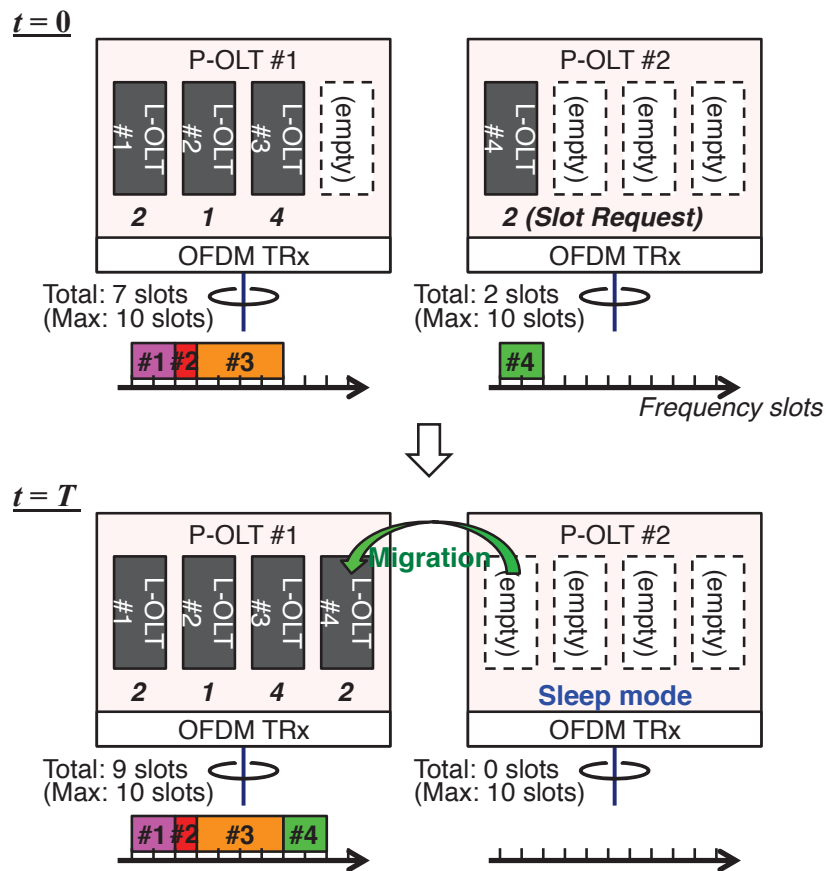 t = 0
P-OLT #1
L-OLT #1
L-OLT #2
L-OLT #3
(empty)
2 1 4
OFDM TRx
Total: 7 slots
(Max: 10 slots)
#1 #2 #3
P-OLT #2
L-OLT #4
(empty)
(empty)
(empty)
2 (Slot Request)
OFDM TRx
Total: 2 slots
(Max: 10 slots)
#4
Frequency slots
t = T
P-OLT #1
L-OLT #1
L-OLT #2
L-OLT #3
L-OLT #4
2 1 4 2
OFDM TRx
Total: 9 slots
(Max: 10 slots)
#1 #2 #3 #4
Migration
P-OLT #2
(empty)
(empty)
(empty)
(empty)
Sleep mode
OFDM TRx
Total: 0 slots
(Max: 10 slots)